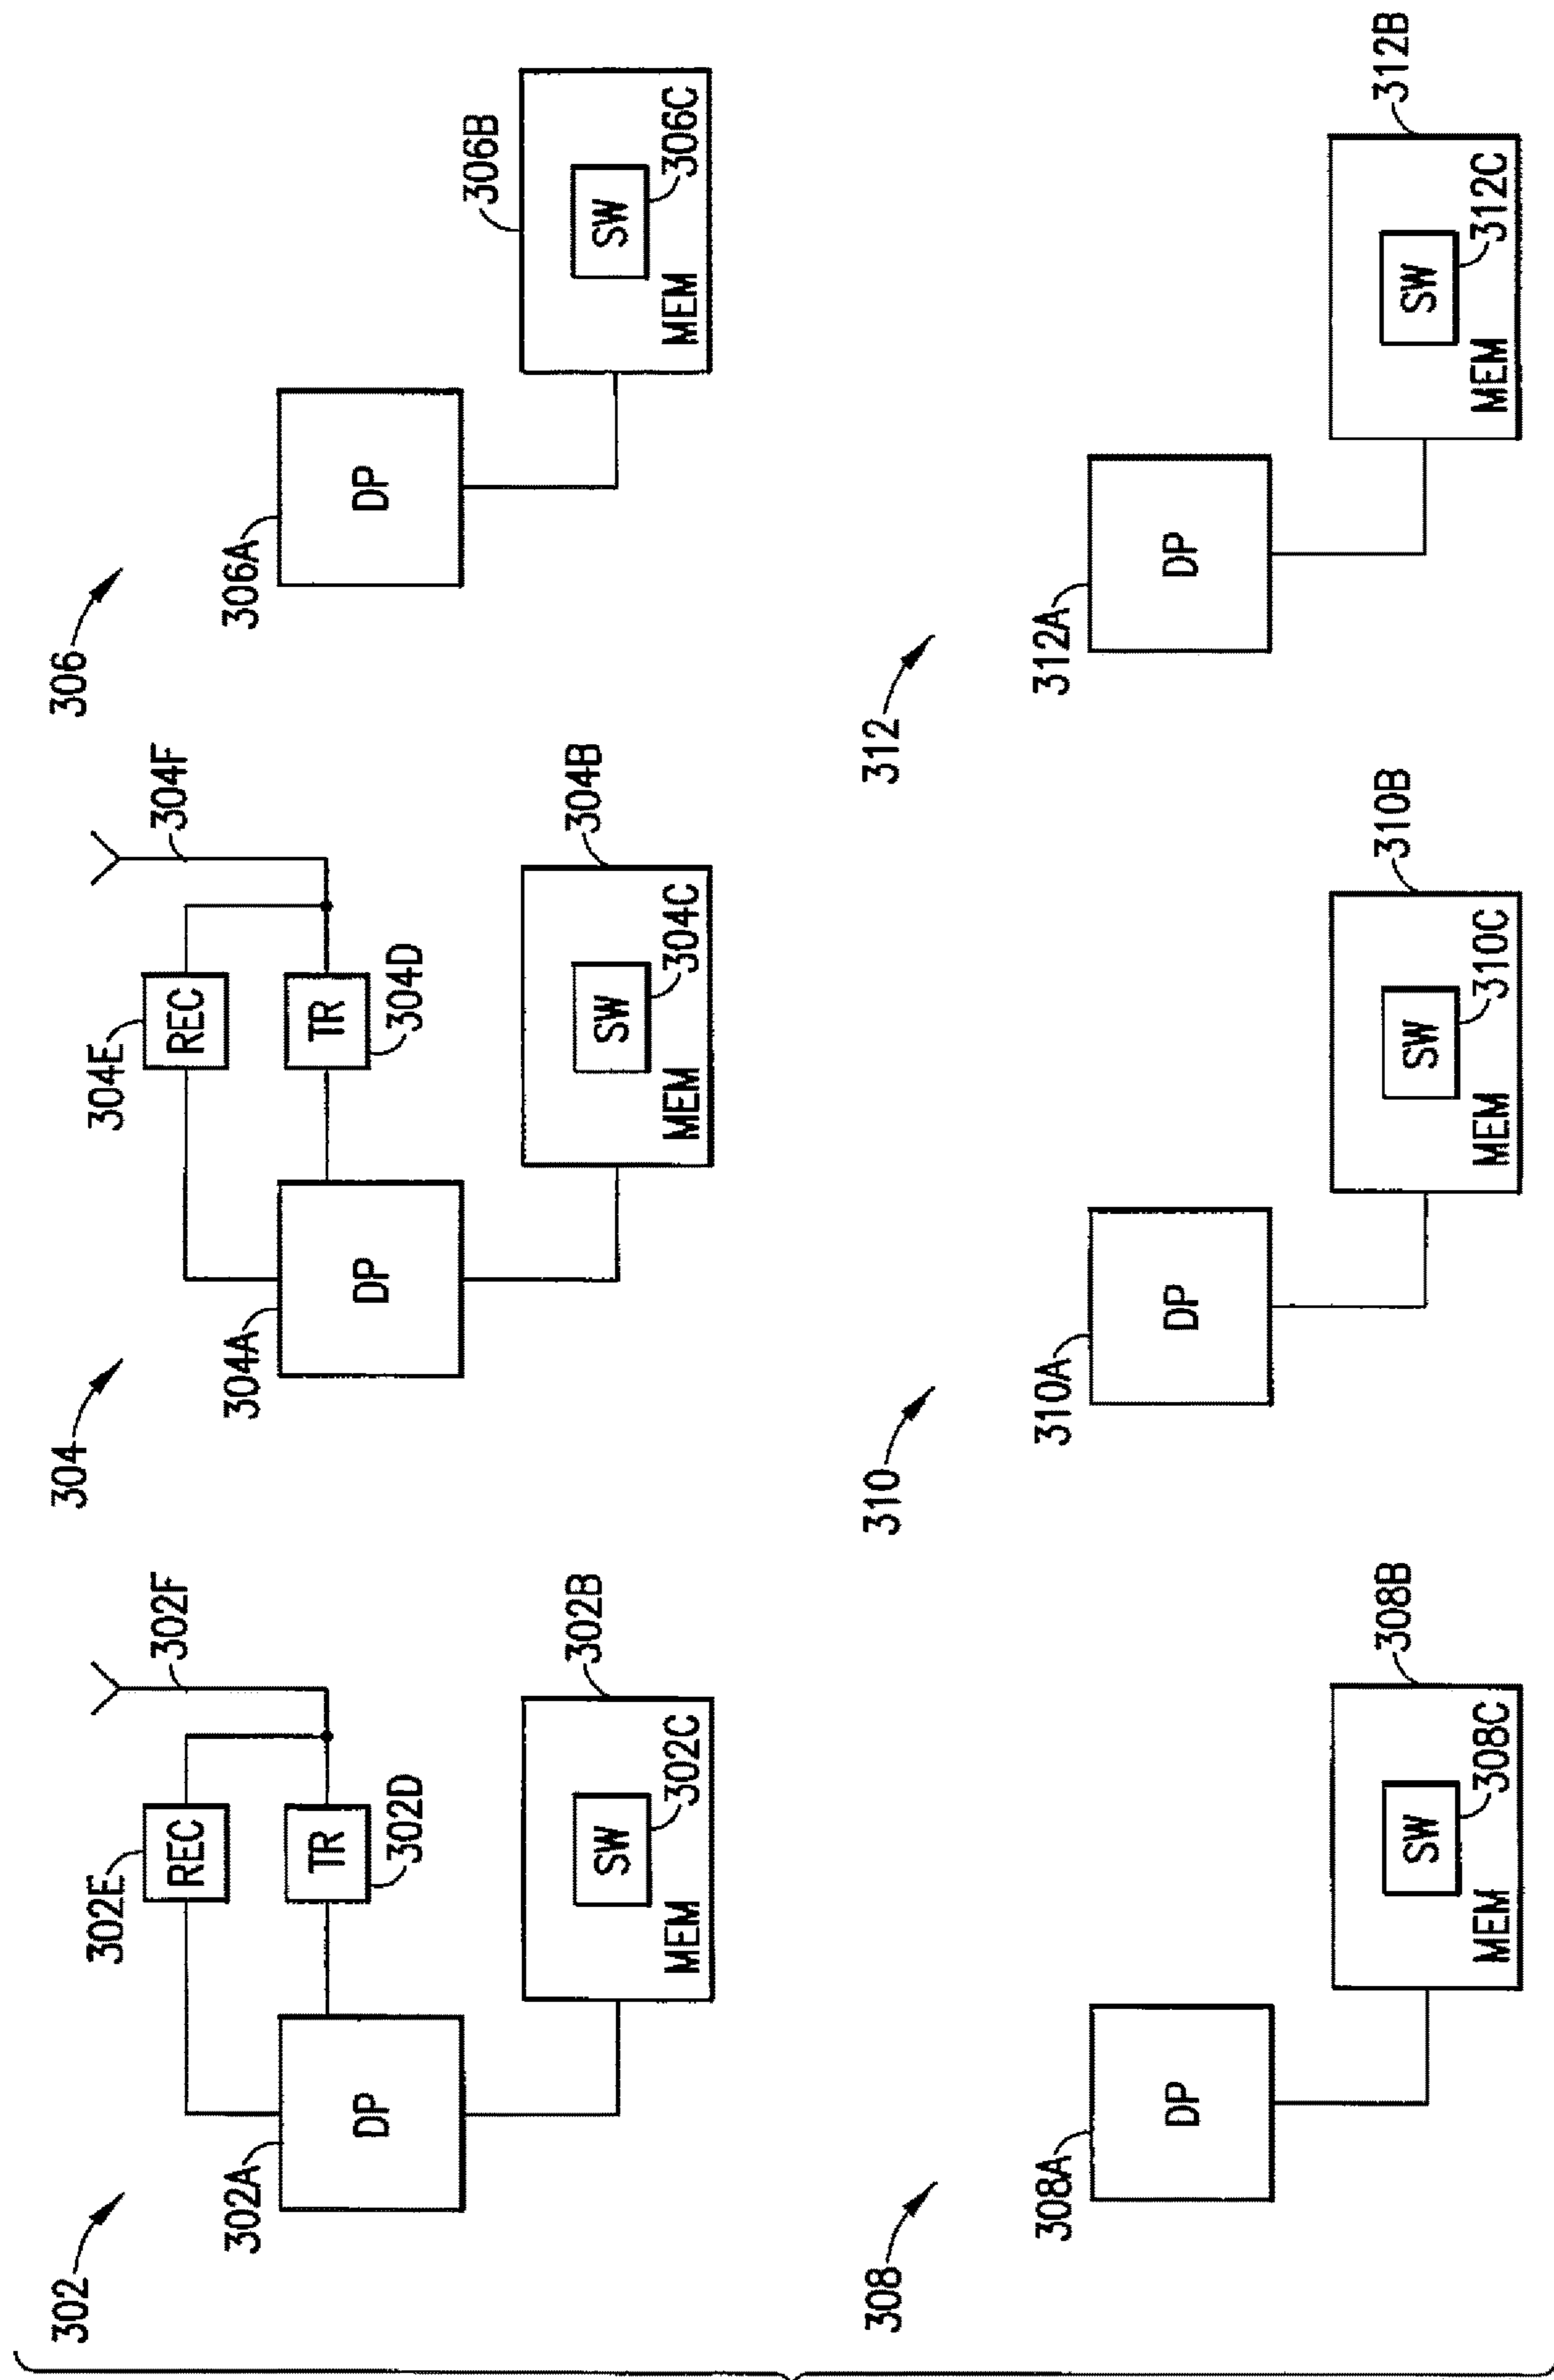 302
302A
DP
302E
REC
TR
302D
302F
302B
SW
302C
MEM
304
304A
DP
304E
REC
TR
304D
304F
304B
SW
304C
MEM
306
306A
DP
306B
SW
306C
MEM
308
308A
DP
308B
SW
308C
MEM
310
310A
DP
310B
SW
310C
MEM
312
312A
DP
312B
SW
312C
MEM